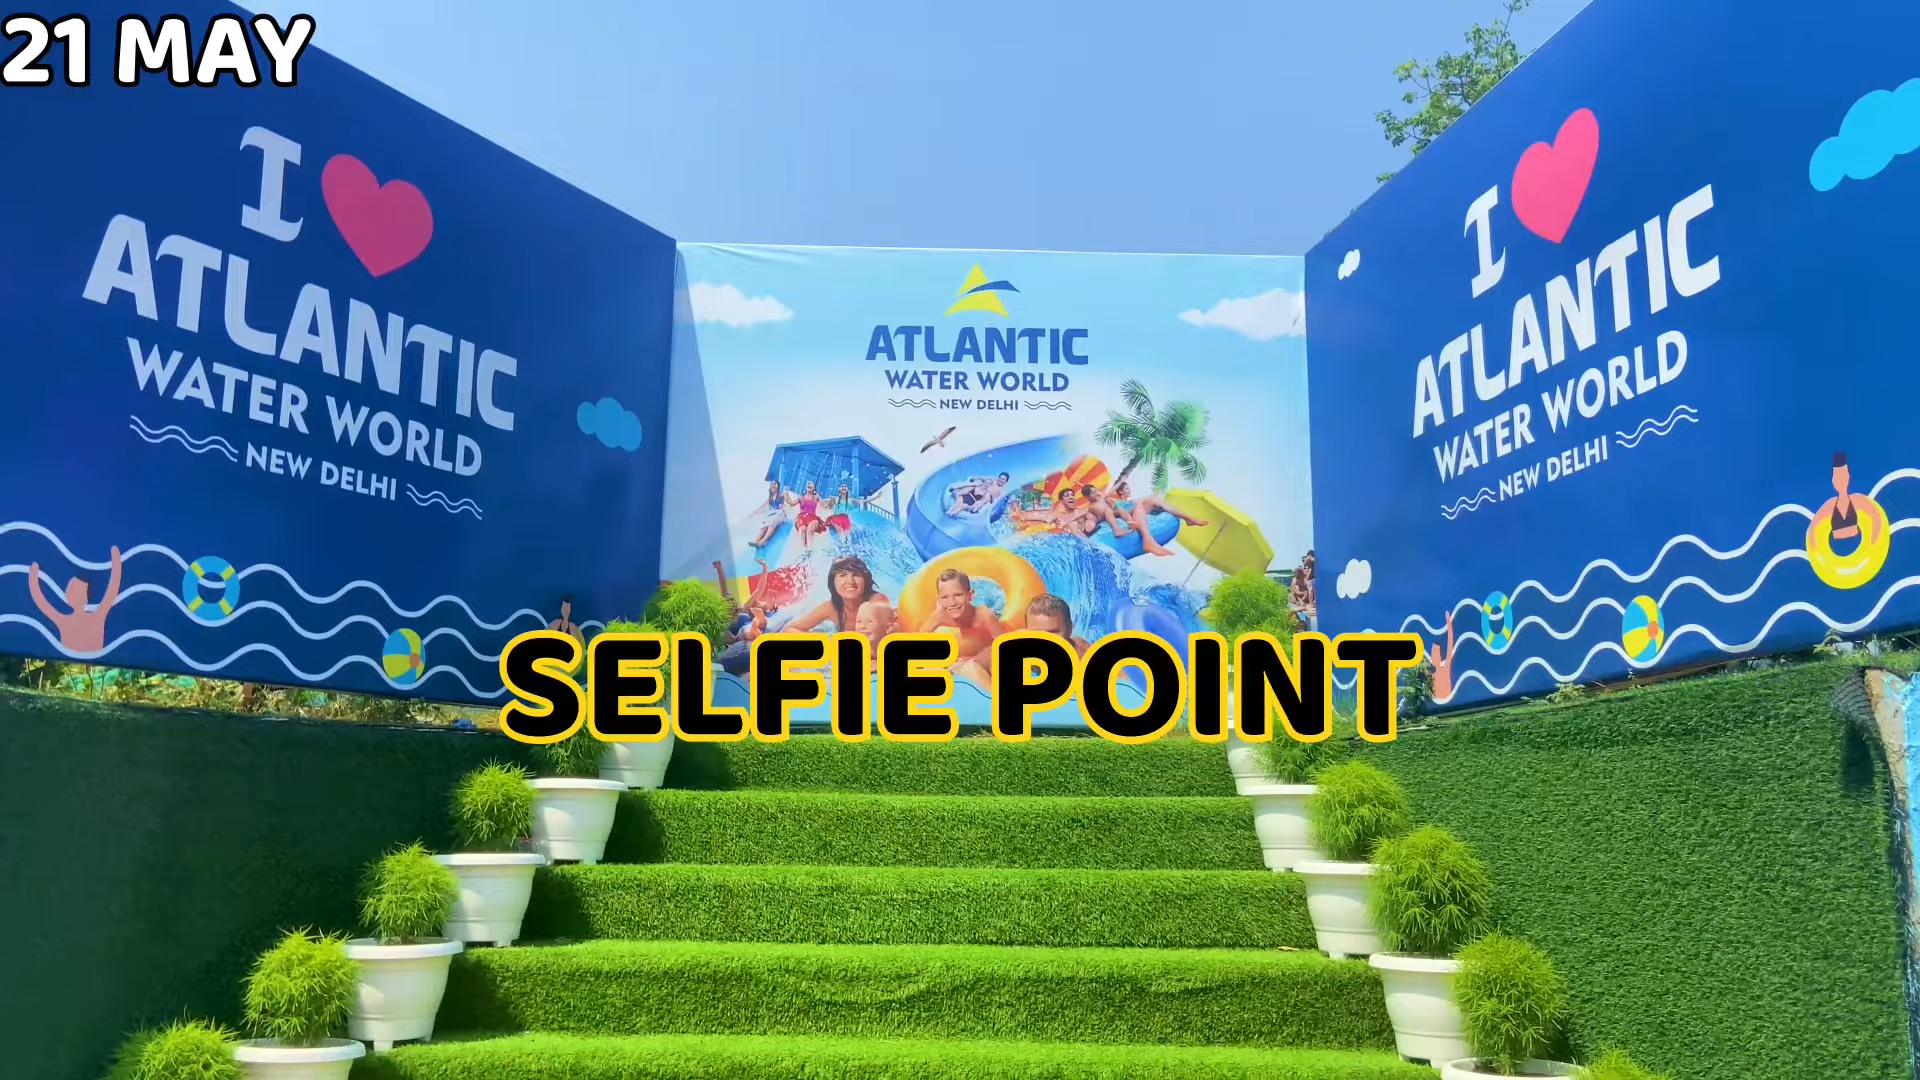 21 MAY
I
ATLANTIC
WATER WORLD
NEW DELHI
ATLANTIC
WATER WORLD
NEW DELHI
I
ATLANTIC
WATER WORLD
NEW DELHI
SELFIE POINT